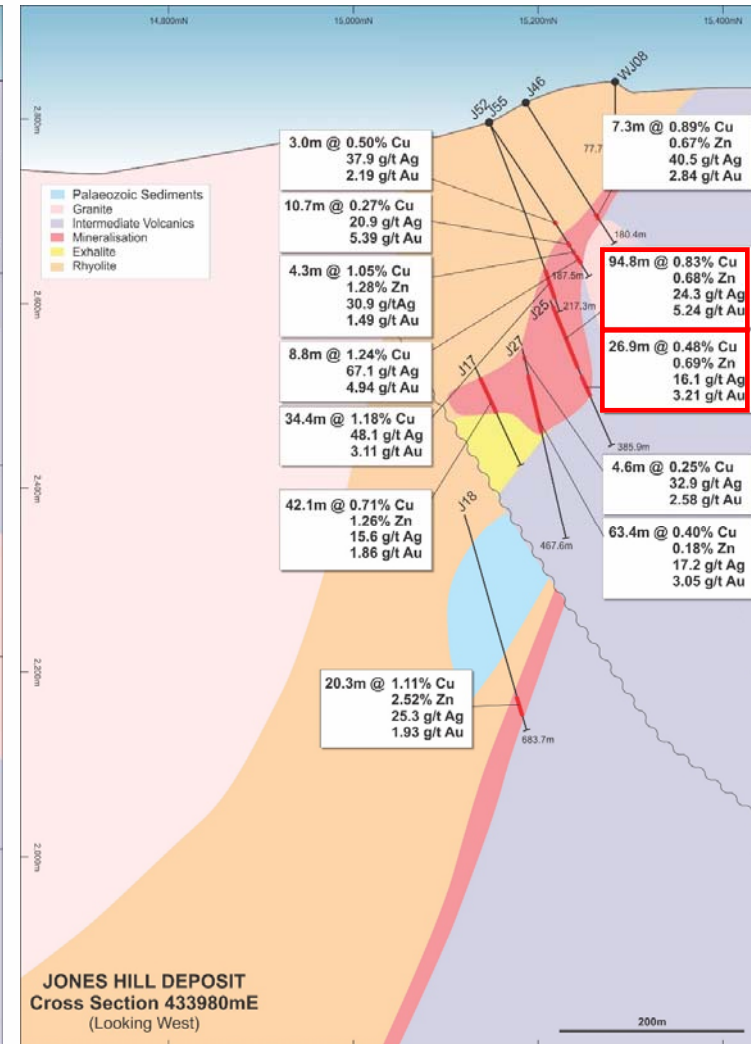 14,800mN
15,000mN
15,200mN
15,400mN
2,800m
2,600m
2,400m
2,200m
2,000m
J52
J55
J46
WJ08
3.0m @ 0.50% Cu
37.9 g/t Ag
2.19 g/t Au
10.7m @ 0.27% Cu
20.9 g/t Ag
5.39 g/t Au
4.3m @ 1.05% Cu
1.28% Zn
30.9 g/tAg
1.49 g/t Au
8.8m @ 1.24% Cu
67.1 g/t Ag
4.94 g/t Au
34.4m @ 1.18% Cu
48.1 g/t Ag
3.11 g/t Au
42.1m @ 0.71% Cu
1.26% Zn
15.6 g/t Ag
1.86 g/t Au
20.3m @ 1.11% Cu
2.52% Zn
25.3 g/t Ag
1.93 g/t Au
7.3m @ 0.89% Cu
0.67% Zn
40.5 g/t Ag
2.84 g/t Au
94.8m @ 0.83% Cu
0.68% Zn
24.3 g/t Ag
5.24 g/t Au
26.9m @ 0.48% Cu
0.69% Zn
16.1 g/t Ag
3.21 g/t Au
4.6m @ 0.25% Cu
32.9 g/t Ag
2.58 g/t Au
63.4m @ 0.40% Cu
0.18% Zn
17.2 g/t Ag
3.05 g/t Au
Palaeozoic Sediments
Granite
Intermediate Volcanics
Mineralisation
Exhalite
Rhyolite
77.7
180.4m
187.5m
217.3m
J25
J27
J17
J18
385.9m
467.6m
683.7m
JONES HILL DEPOSIT
Cross Section 433980mE
(Looking West)
200m